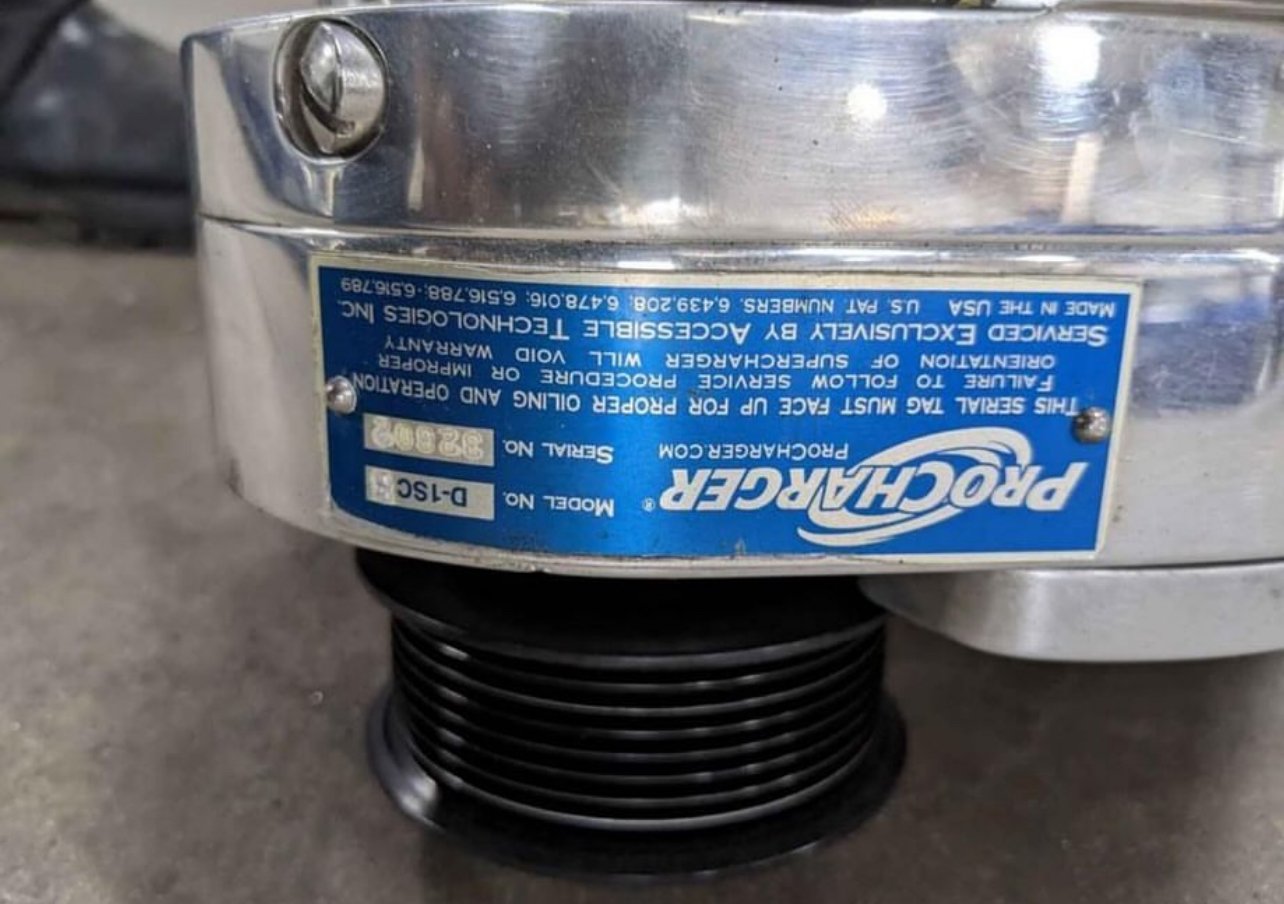 PROCHARGER®
PROCHARGER.COM
MODEL NO. D-1SC
SERIAL NO.
THIS SERIAL TAG MUST FACE UP FOR PROPER OILING AND OPERATION
FAILURE TO FOLLOW SERVICE PROCEDURE OR IMPROPER
ORIENTATION OF SUPERCHARGER WILL VOID WARRANTY
SERVICED EXCLUSIVELY BY ACCESSIBLE TECHNOLOGIES INC.
MADE IN THE USA U.S. PAT. NUMBERS. 6,439,208; 6,478,016; 6,516,788; 6,516,789